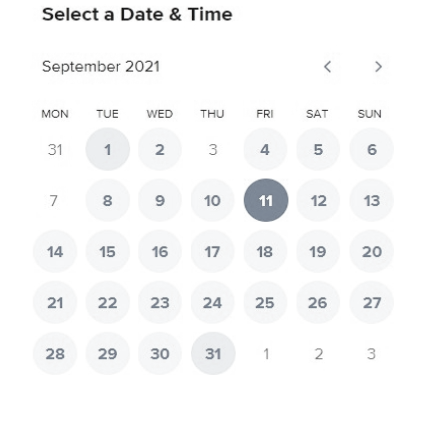 Select a Date & Time
September 2021 < >
MON TUE WED THU FRI SAT SUN
31 1 2 3 4 5 6
7 8 9 10 11 12 13
14 15 16 17 18 19 20
21 22 23 24 25 26 27
28 29 30 31 1 2 3